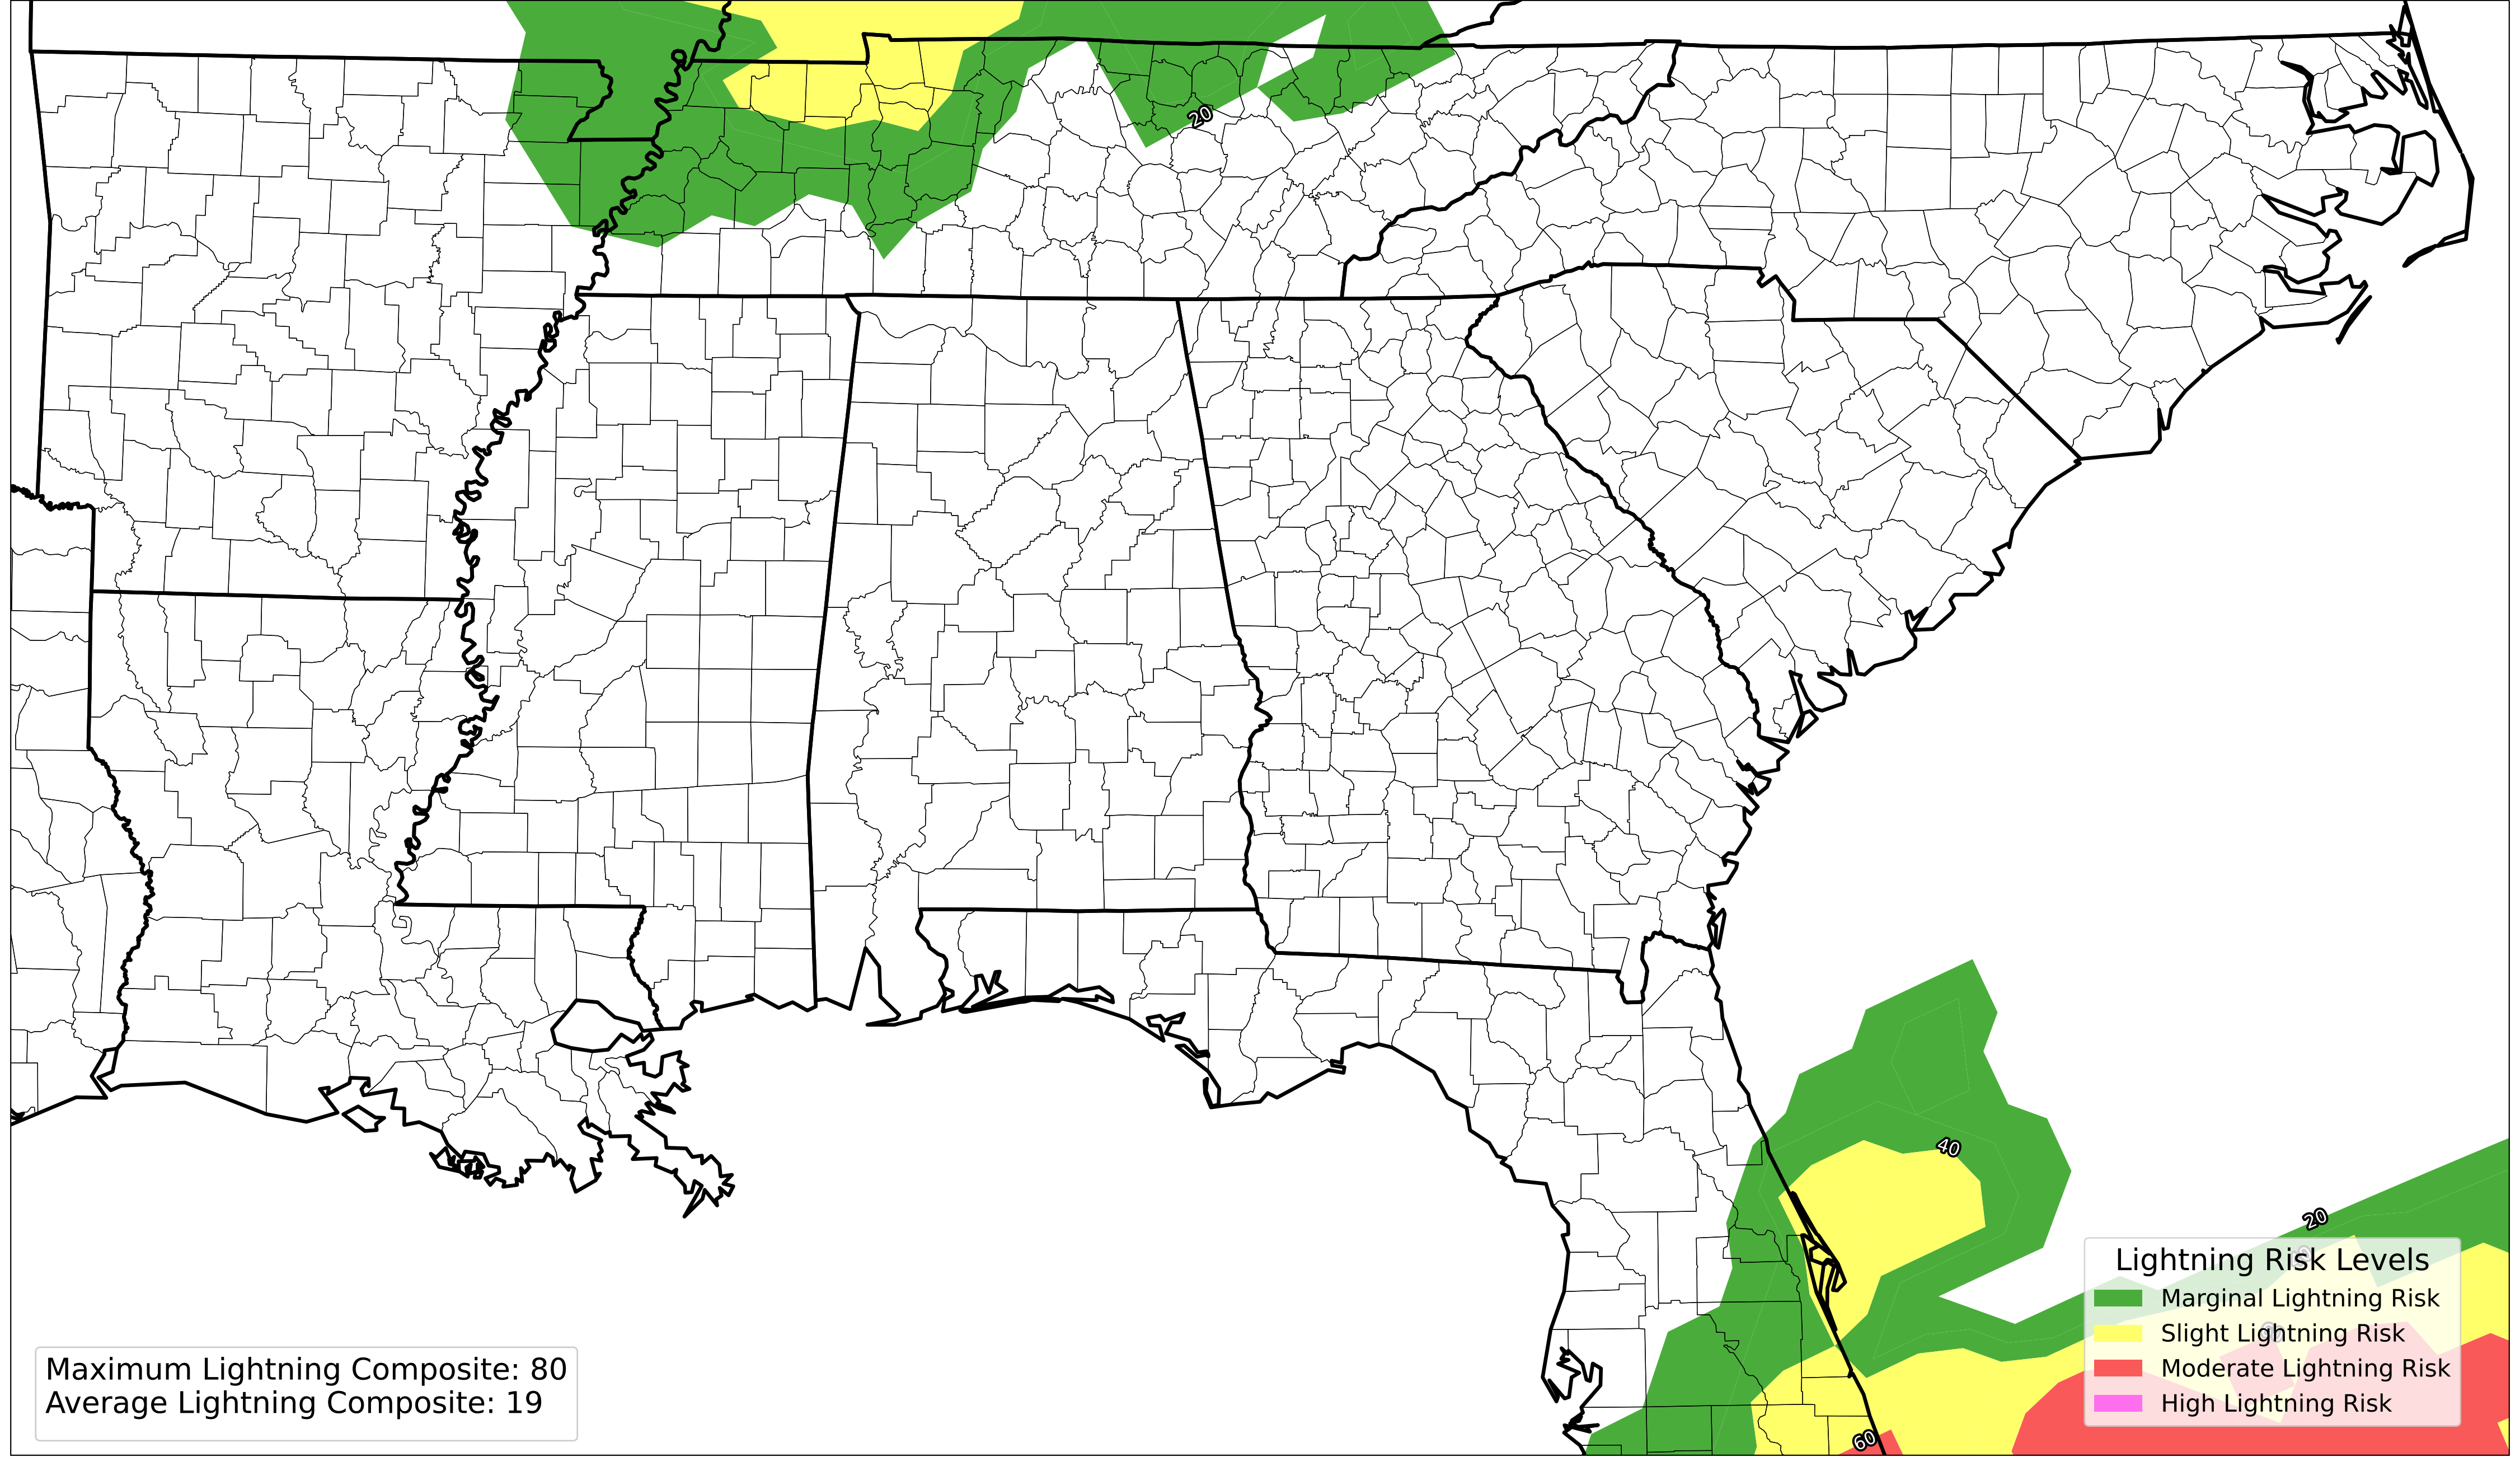 20
40
20
60
Lightning Risk Levels
Marginal Lightning Risk
Slight Lightning Risk
Moderate Lightning Risk
High Lightning Risk
Maximum Lightning Composite: 80
Average Lightning Composite: 19